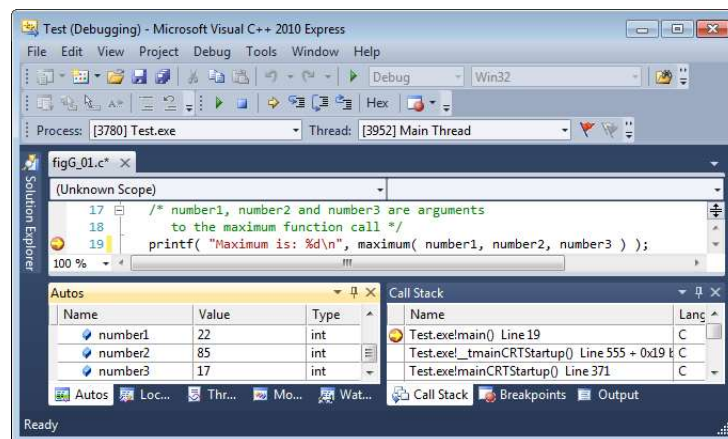 Test (Debugging) - Microsoft Visual C++ 2010 Express
File Edit View Project Debug Tools Window Help
Debug Win32
Hex
Process: [3780] Test.exe Thread: [3952] Main Thread
Solution Explorer
figG_01.c*
(Unknown Scope)
17 /* number1, number2 and number3 are arguments
18 to the maximum function call */
19 printf( "Maximum is: %d\n", maximum( number1, number2, number3 ) );
100 %
Autos
Name Value Type
number1 22 int
number2 85 int
number3 17 int
Autos Loc... Thr... Mo... Wat...
Call Stack
Name Lang
Test.exe!main() Line 19 C
Test.exe!__tmainCRTStartup() Line 555 + 0x19 b C
Test.exe!mainCRTStartup() Line 371 C
Call Stack Breakpoints Output
Ready